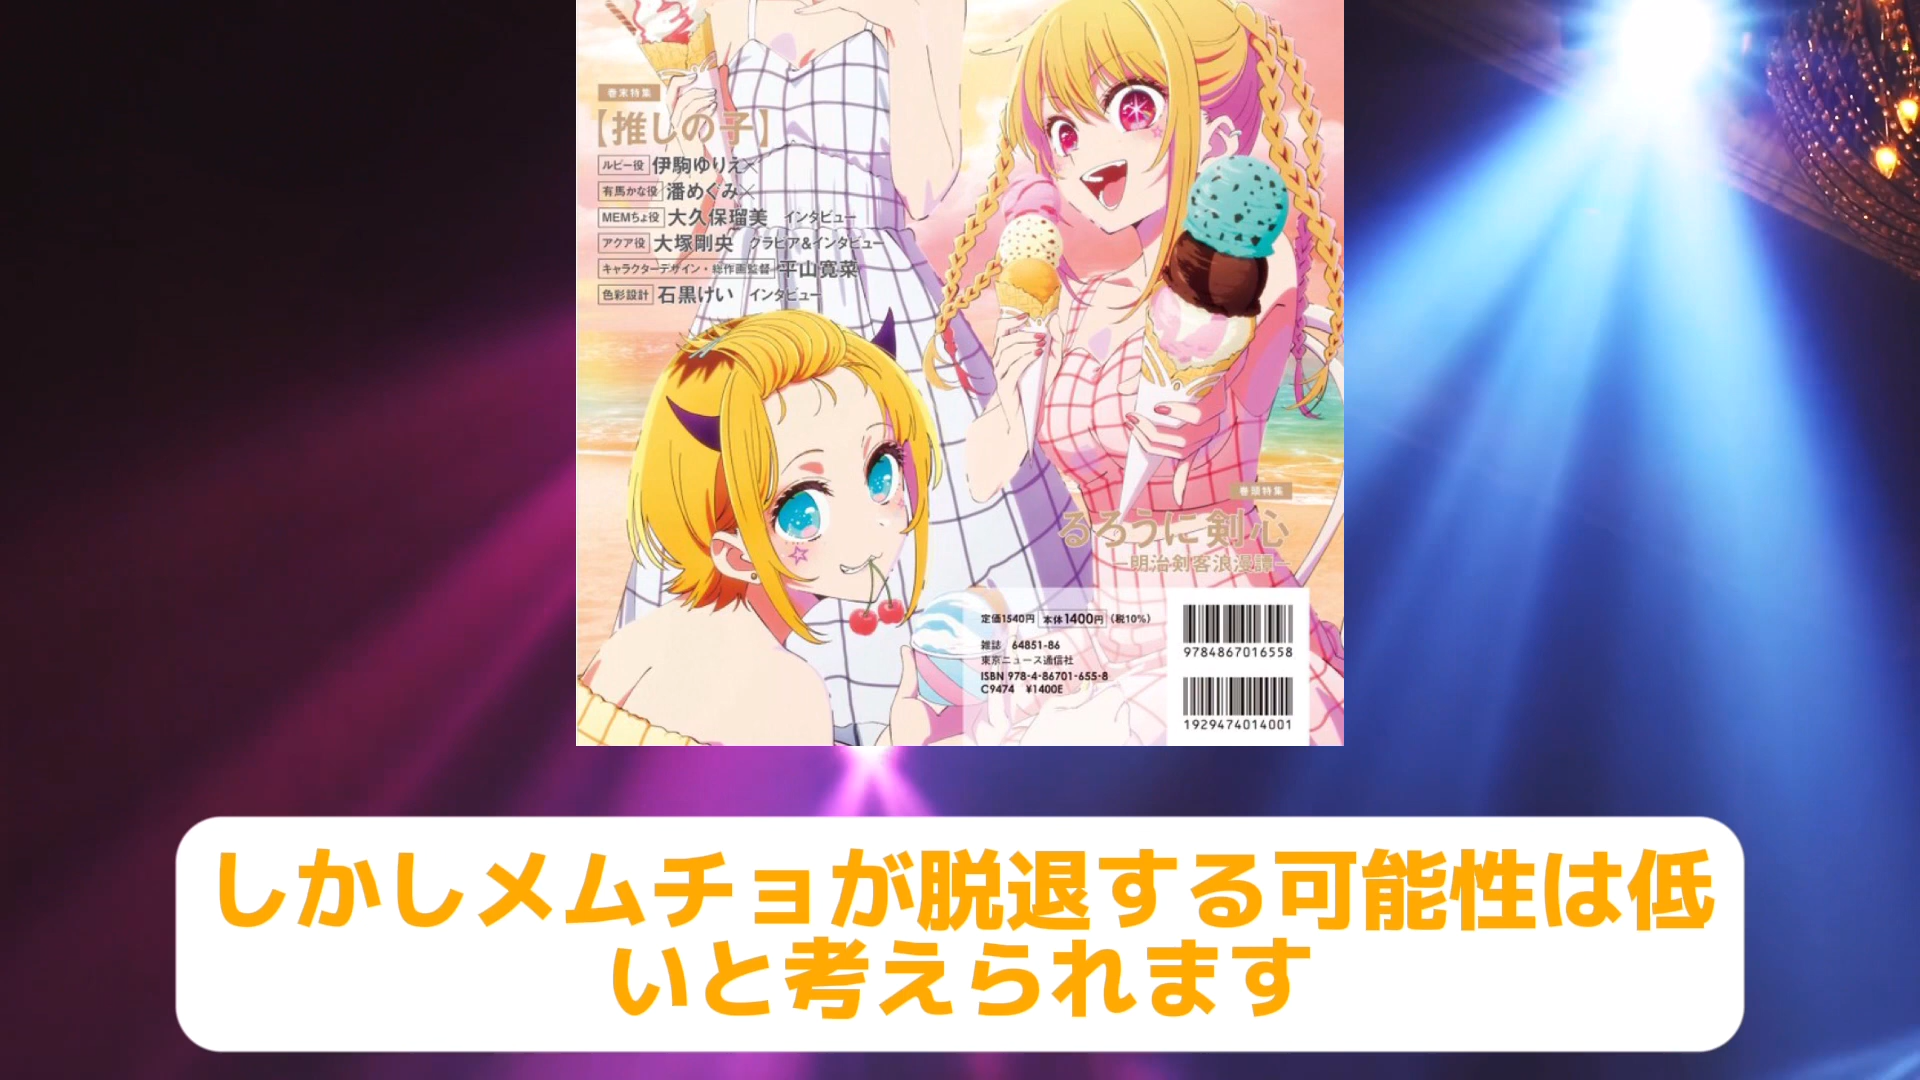 巻末特集
【推しの子】
ルビー役 伊駒ゆりえ×
有馬かな役 潘めぐみ×
MEMちょ役 大久保瑠美 インタビュー
アクア役 大塚剛央 グラビア&インタビュー
キャラクターデザイン・総作画監督 平山寛菜
色彩設計 石黒けい インタビュー
巻頭特集
るろうに剣心
−明治剣客浪漫譚−
定価1540円 本体1400円 (税10%)
雑誌 64851-86
東京ニュース通信社
ISBN 978-4-86701-655-8
C9474 ¥1400E
9784867016558
1929474014001
しかしメムチョが脱退する可能性は低
いと考えられます